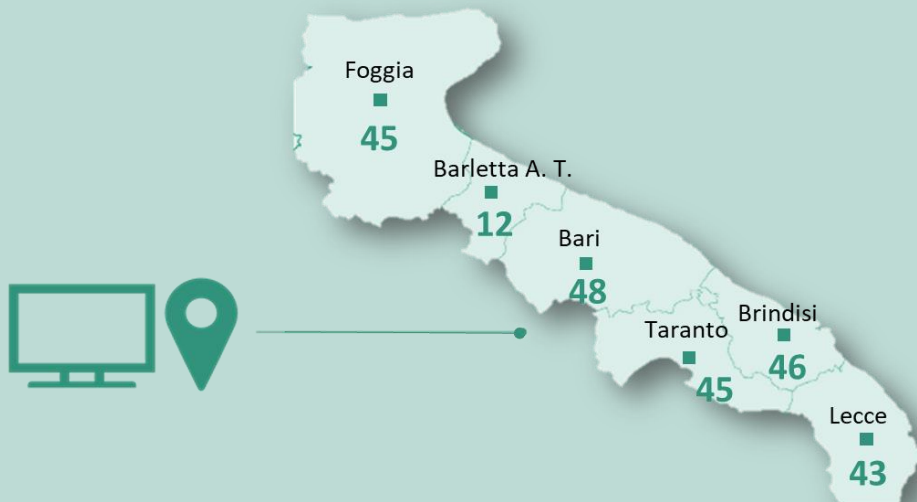 Foggia
45
Barletta A. T.
12
Bari
48
Taranto
45
Brindisi
46
Lecce
43